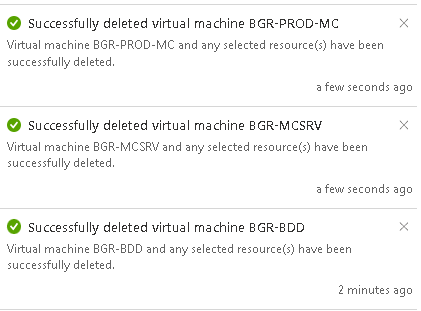 Successfully deleted virtual machine BGR-PROD-MC
Virtual machine BGR-PROD-MC and any selected resource(s) have been
successfully deleted.
a few seconds ago
Successfully deleted virtual machine BGR-MCSRV
Virtual machine BGR-MCSRV and any selected resource(s) have been
successfully deleted.
a few seconds ago
Successfully deleted virtual machine BGR-BDD
Virtual machine BGR-BDD and any selected resource(s) have been
successfully deleted.
2 minutes ago